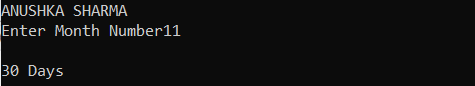 ANUSHKA SHARMA
Enter Month Number11
30 Days